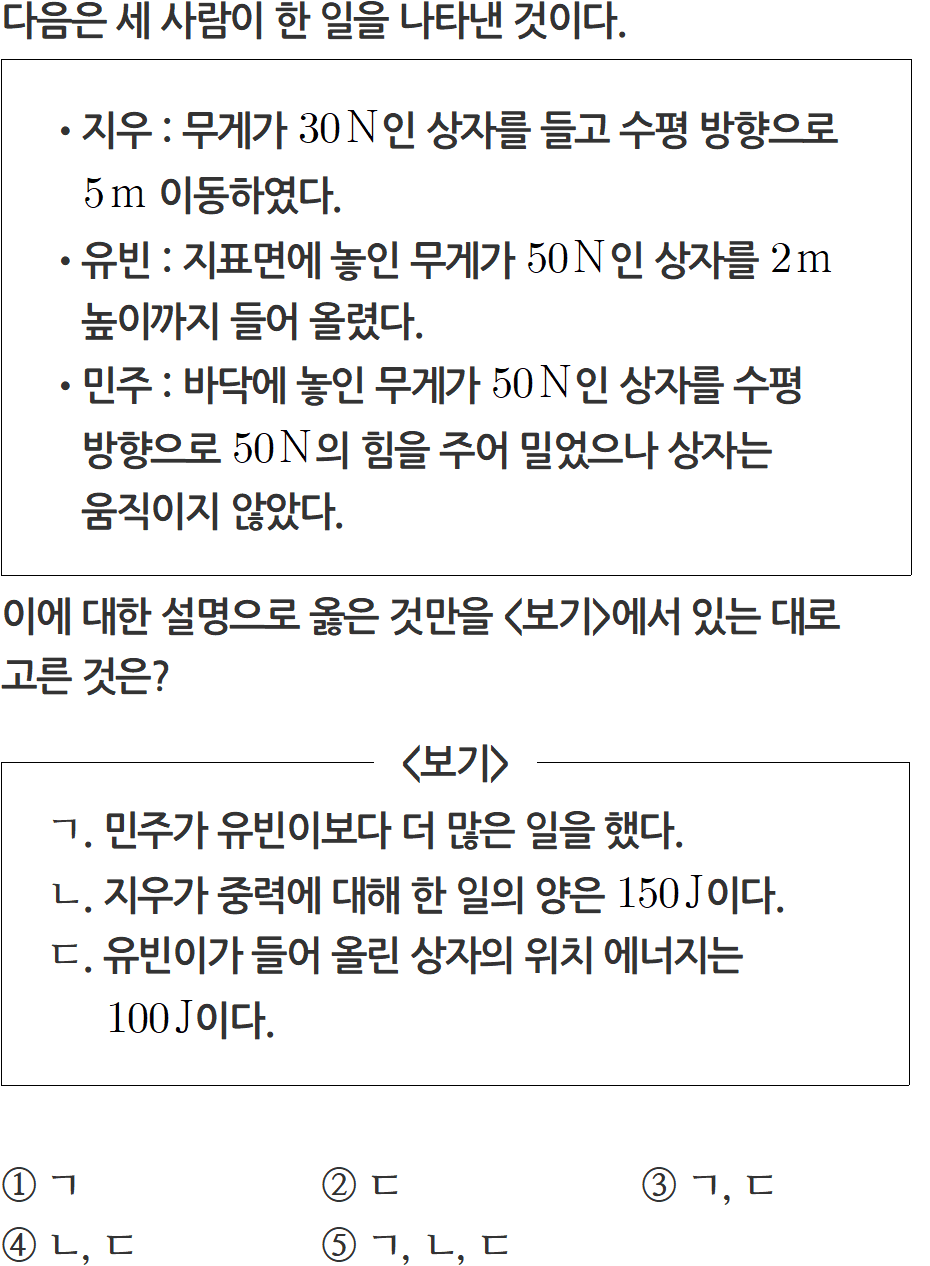 다음은 세 사람이 한 일을 나타낸 것이다.
• 지우 : 무게가 30 N인 상자를 들고 수평 방향으로
5 m 이동하였다.
• 유빈 : 지표면에 놓인 무게가 50 N인 상자를 2 m
높이까지 들어 올렸다.
• 민주 : 바닥에 놓인 무게가 50 N인 상자를 수평
방향으로 50 N의 힘을 주어 밀었으나 상자는
움직이지 않았다.
이에 대한 설명으로 옳은 것만을 <보기>에서 있는 대로
고른 것은?
<보기>
ㄱ. 민주가 유빈이보다 더 많은 일을 했다.
ㄴ. 지우가 중력에 대해 한 일의 양은 150 J이다.
ㄷ. 유빈이가 들어 올린 상자의 위치 에너지는
100 J이다.
① ㄱ ② ㄷ ③ ㄱ, ㄷ
④ ㄴ, ㄷ ⑤ ㄱ, ㄴ, ㄷ